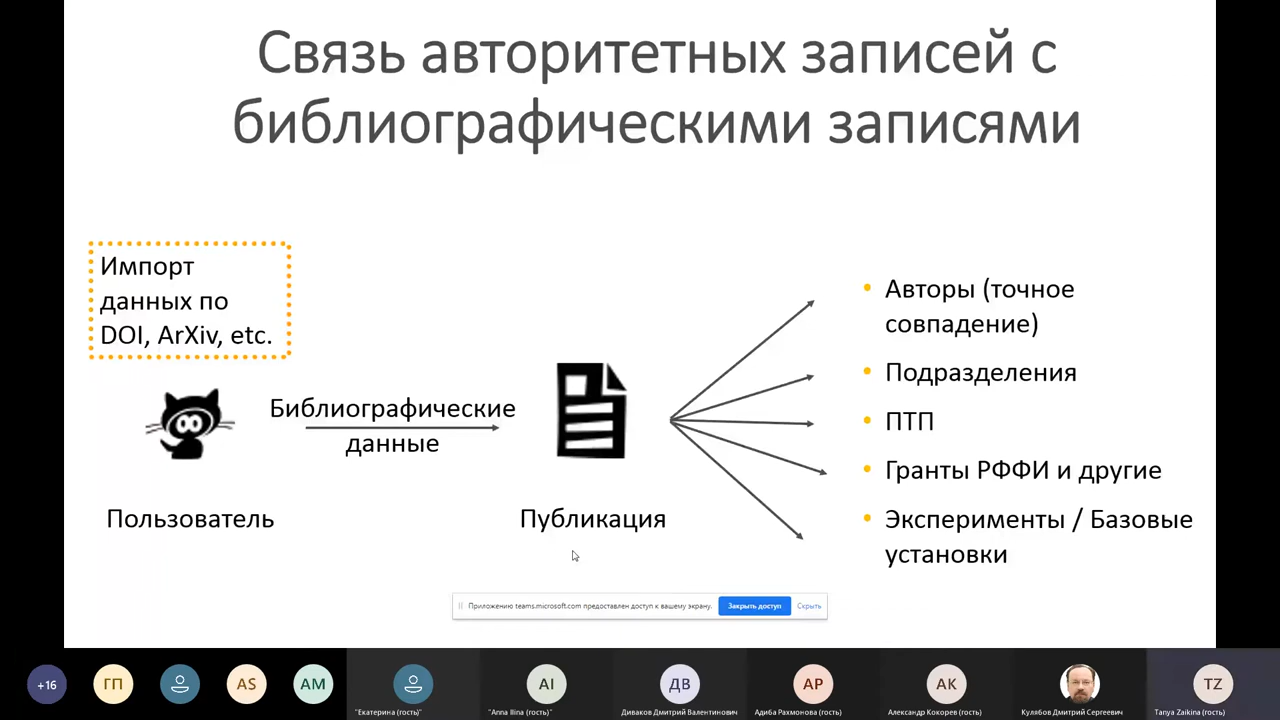 Связь авторитетных записей с
библиографическими записями
Импорт
данных по
DOI, ArXiv, etc.
Библиографические
данные
Пользователь
Публикация
• Авторы (точное
совпадение)
• Подразделения
• ПТП
• Гранты РФФИ и другие
• Эксперименты / Базовые
установки
Приложению teams.microsoft.com предоставлен доступ к вашему экрану.
Закрыть доступ
Скрыть
+16
ГП
AS
AM
AI
ДВ
AP
AK
TZ
"Екатерина (гость)"
"Anna Ilina (гость)"
Диваков Дмитрий Валентинович
Адиба Рахмонова (гость)
Александр Кокорев (гость)
Кулябов Дмитрий Сергеевич
Tanya Zaikina (гость)